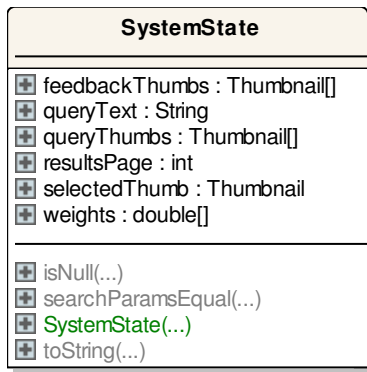 SystemState
feedbackThumbs : Thumbnail[]
queryText : String
queryThumbs : Thumbnail[]
resultsPage : int
selectedThumb : Thumbnail
weights : double[]
isNull(...)
searchParamsEqual(...)
SystemState(...)
toString(...)